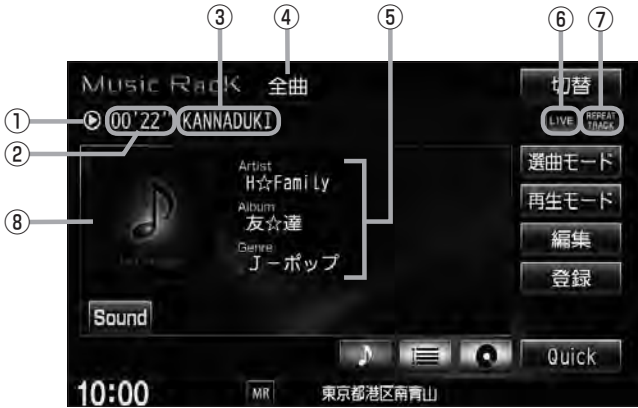 ③ ④ ⑤ ⑥ ⑦
Music Rack 全曲 切替
① 00'22" KANNADUKI LIVE REPEAT TRACK
②
選曲モード
Artist
H☆Family
再生モード
⑧
Album
友☆達
編集
Genre
J-ポップ
登録
Sound
Quick
10:00 MR 東京都港区南青山